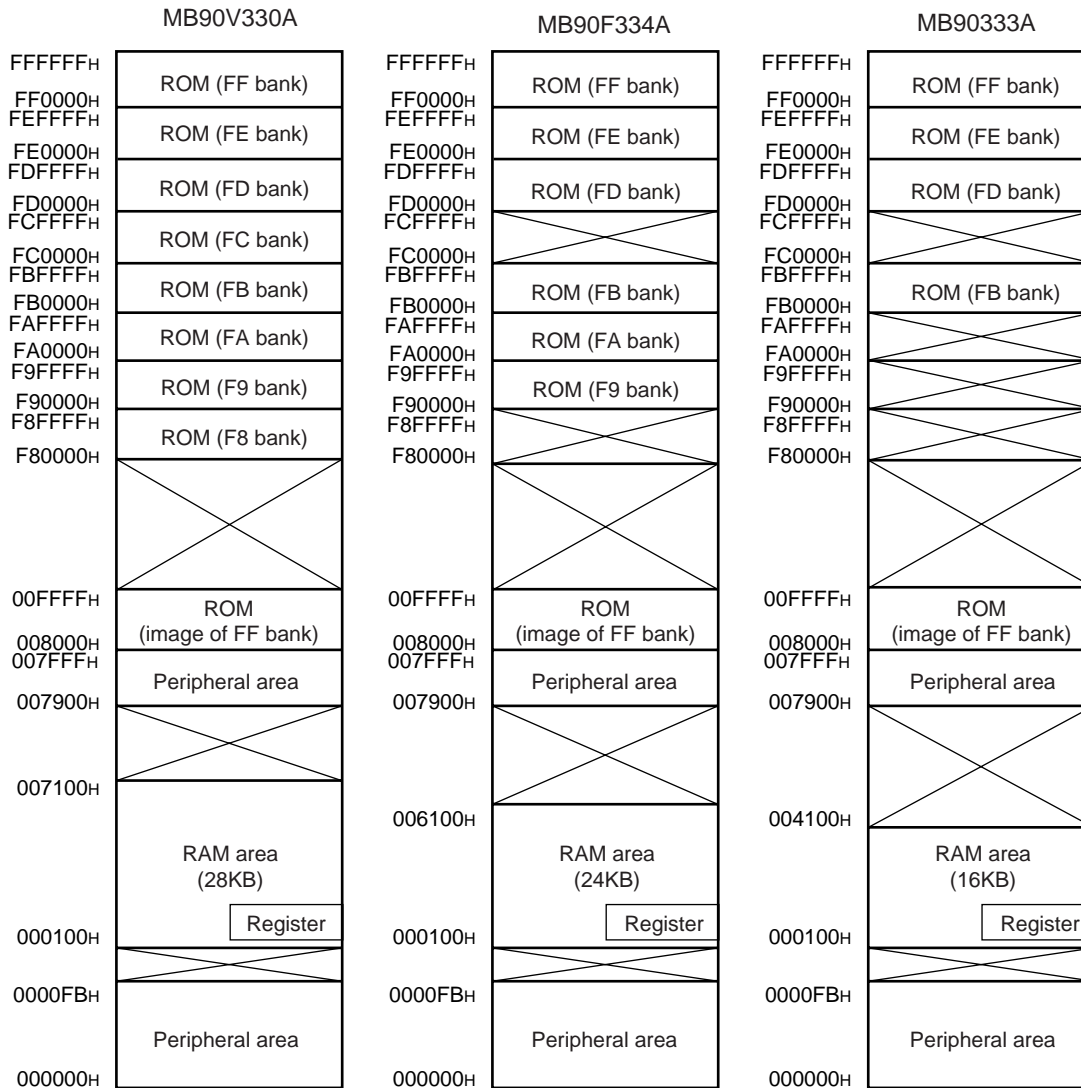 MB90V330A
FFFFFFH
ROM (FF bank)
FF0000H
FEFFFFH
ROM (FE bank)
FE0000H
FDFFFFH
ROM (FD bank)
FD0000H
FCFFFFH
ROM (FC bank)
FC0000H
FBFFFFH
ROM (FB bank)
FB0000H
FAFFFFH
ROM (FA bank)
FA0000H
F9FFFFH
ROM (F9 bank)
F90000H
F8FFFFH
ROM (F8 bank)
F80000H
00FFFFH
ROM
(image of FF bank)
008000H
007FFFH
Peripheral area
007900H
007100H
RAM area
(28KB)
Register
000100H
0000FBH
Peripheral area
000000H
MB90F334A
FFFFFFH
ROM (FF bank)
FF0000H
FEFFFFH
ROM (FE bank)
FE0000H
FDFFFFH
ROM (FD bank)
FD0000H
FCFFFFH
FC0000H
FBFFFFH
ROM (FB bank)
FB0000H
FAFFFFH
ROM (FA bank)
FA0000H
F9FFFFH
ROM (F9 bank)
F90000H
F8FFFFH
F80000H
00FFFFH
ROM
(image of FF bank)
008000H
007FFFH
Peripheral area
007900H
006100H
RAM area
(24KB)
Register
000100H
0000FBH
Peripheral area
000000H
MB90333A
FFFFFFH
ROM (FF bank)
FF0000H
FEFFFFH
ROM (FE bank)
FE0000H
FDFFFFH
ROM (FD bank)
FD0000H
FCFFFFH
FC0000H
FBFFFFH
ROM (FB bank)
FB0000H
FAFFFFH
FA0000H
F9FFFFH
F90000H
F8FFFFH
F80000H
00FFFFH
ROM
(image of FF bank)
008000H
007FFFH
Peripheral area
007900H
004100H
RAM area
(16KB)
Register
000100H
0000FBH
Peripheral area
000000H